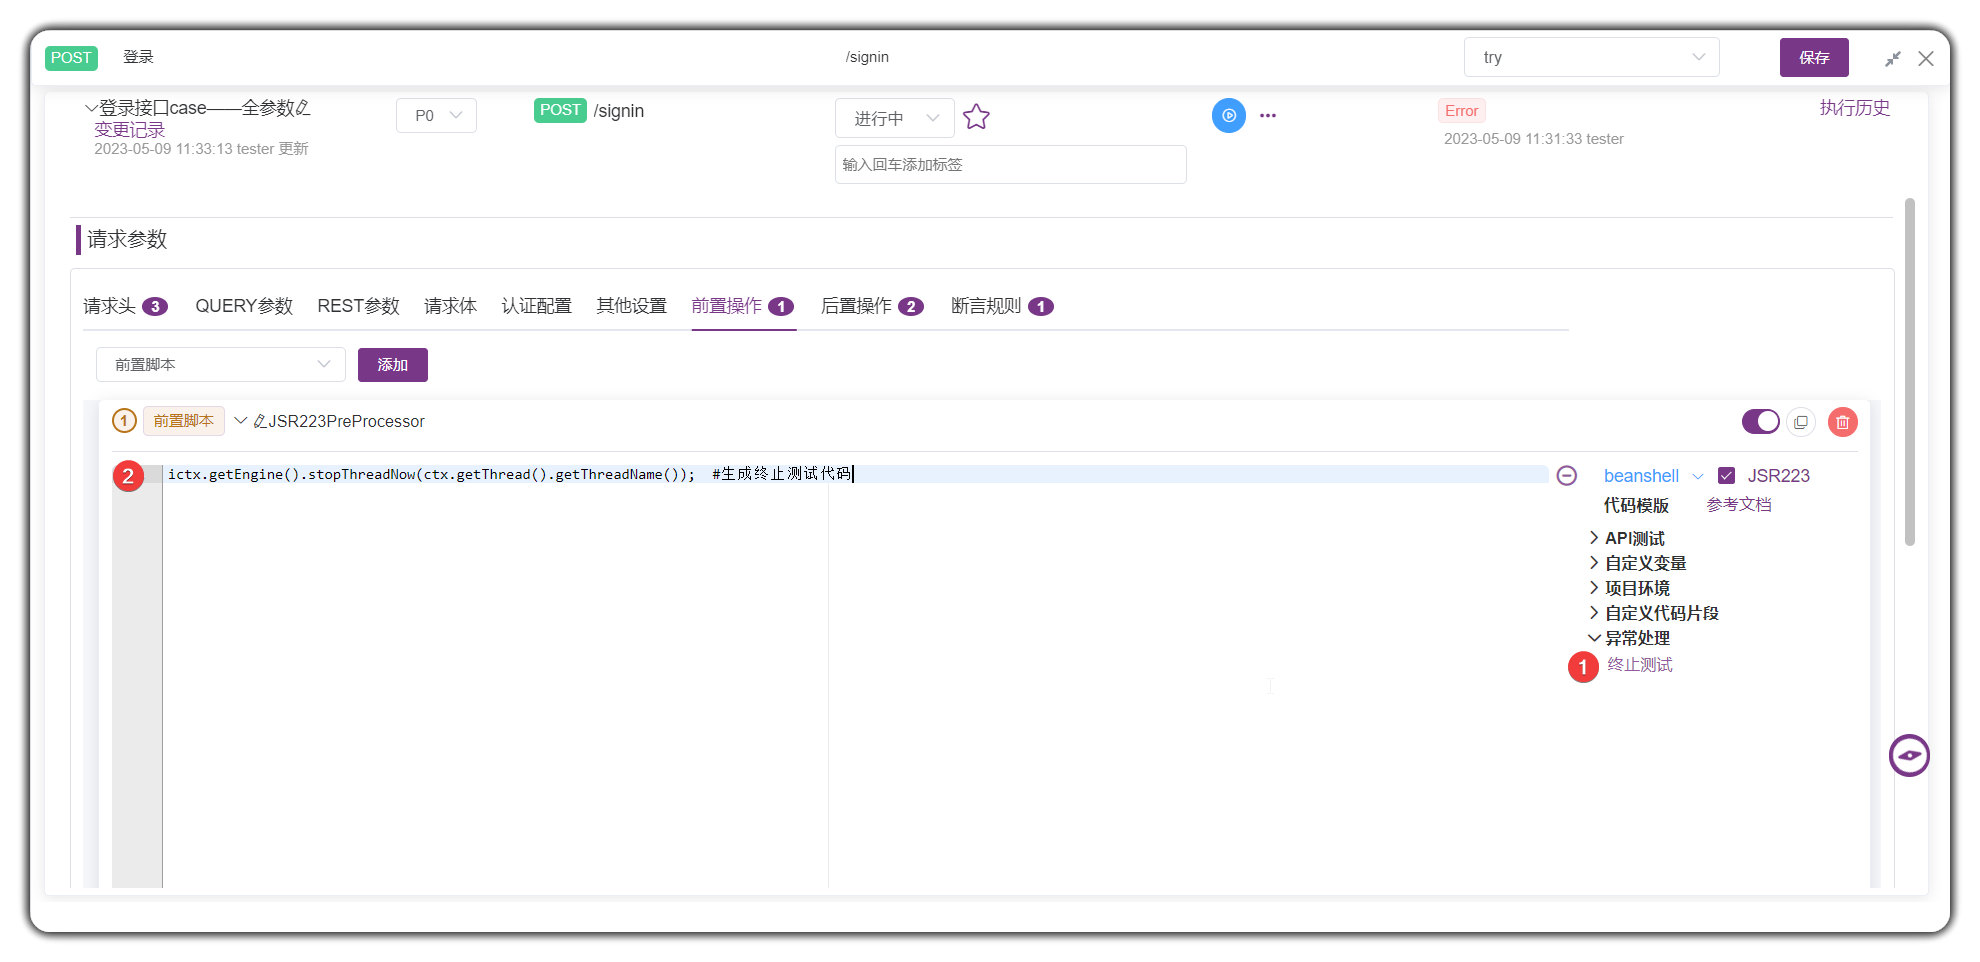 POST 登录 /signin try 保存
登录接口case——全参数 P0 POST /signin 进行中 Error 执行历史
变更记录
2023-05-09 11:33:13 tester 更新 2023-05-09 11:31:33 tester
输入回车添加标签
请求参数
请求头 3 QUERY参数 REST参数 请求体 认证配置 其他设置 前置操作 1 后置操作 2 断言规则 1
前置脚本 添加
1 前置脚本 JSR223PreProcessor
2 ictx.getEngine().stopThreadNow(ctx.getThread().getThreadName()); #生成终止测试代码 beanshell JSR223
代码模版 参考文档
API测试
自定义变量
项目环境
自定义代码片段
异常处理
1 终止测试